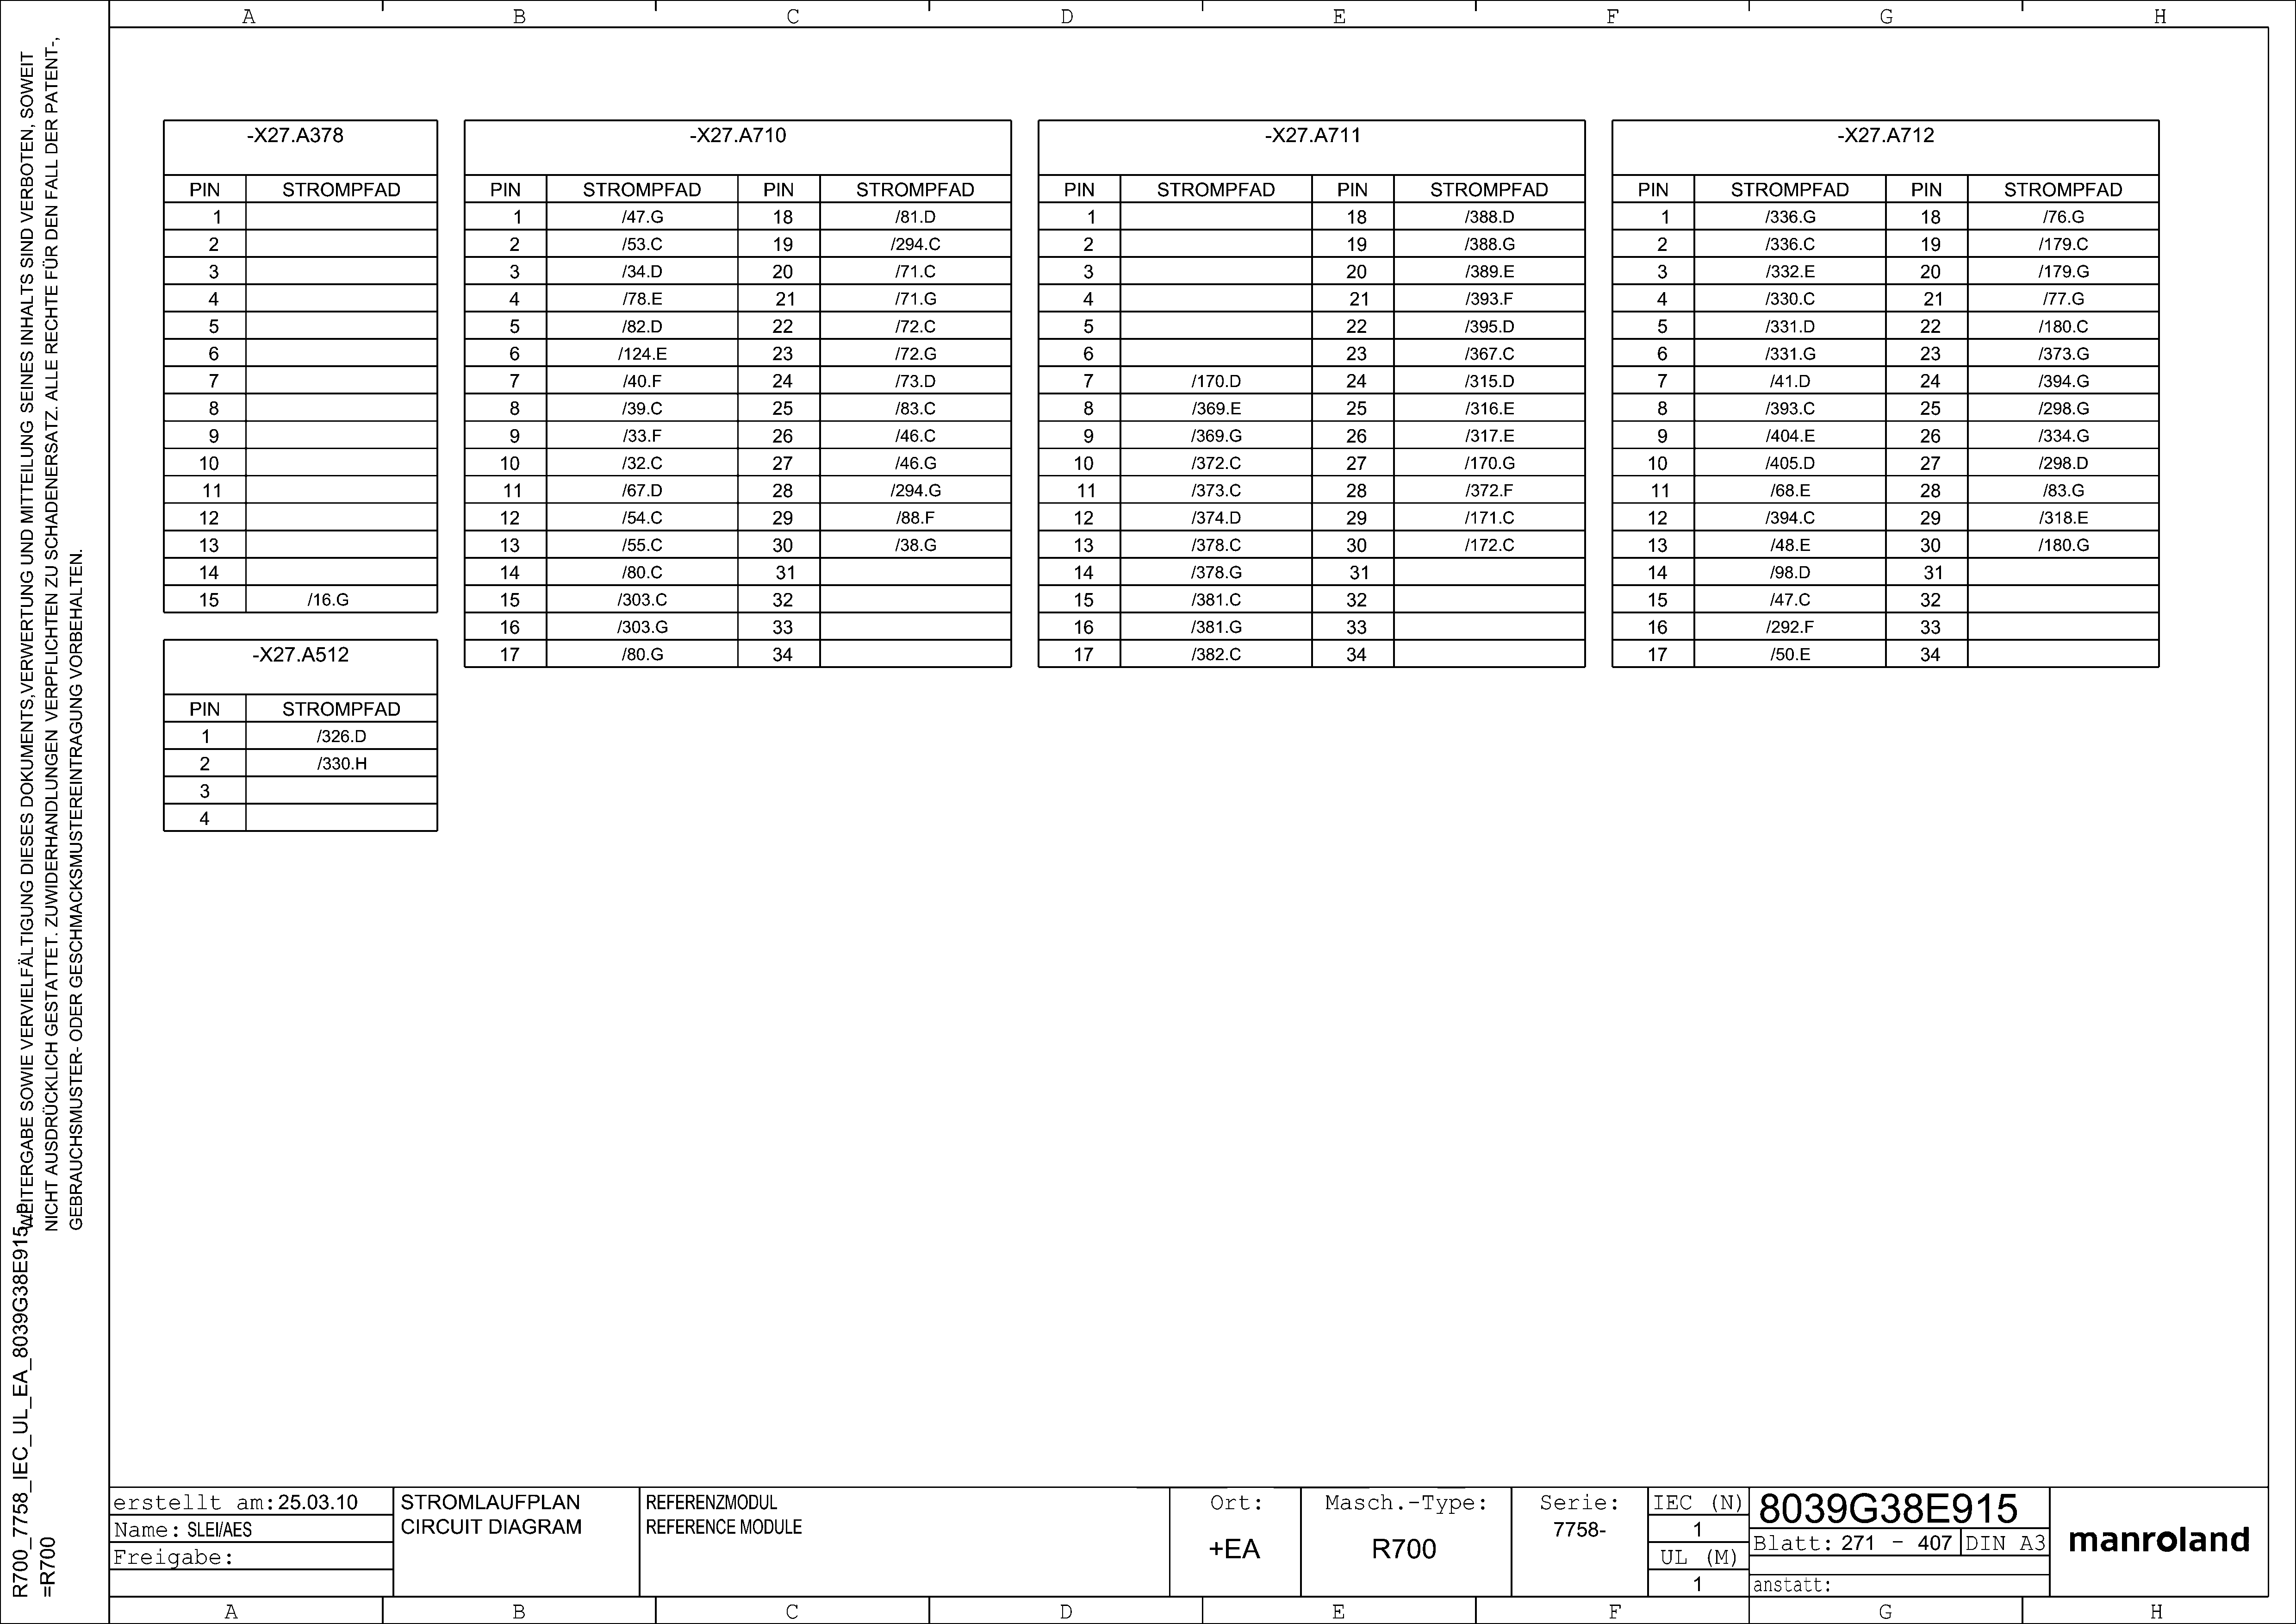 A B C D E F G H
-X27.A378
PIN STROMPFAD
1
2
3
4
5
6
7
8
9
10
11
12
13
14
15 /16.G
-X27.A512
PIN STROMPFAD
1 /326.D
2 /330.H
3
4
-X27.A710
PIN STROMPFAD PIN STROMPFAD
1 /47.G 18 /81.D
2 /53.C 19 /294.C
3 /34.D 20 /71.C
4 /78.E 21 /71.G
5 /82.D 22 /72.C
6 /124.E 23 /72.G
7 /40.F 24 /73.D
8 /39.C 25 /83.C
9 /33.F 26 /46.C
10 /32.C 27 /46.G
11 /67.D 28 /294.G
12 /54.C 29 /88.F
13 /55.C 30 /38.G
14 /80.C 31
15 /303.C 32
16 /303.G 33
17 /80.G 34
-X27.A711
PIN STROMPFAD PIN STROMPFAD
1 18 /388.D
2 19 /388.G
3 20 /389.E
4 21 /393.F
5 22 /395.D
6 23 /367.C
7 /170.D 24 /315.D
8 /369.E 25 /316.E
9 /369.G 26 /317.E
10 /372.C 27 /170.G
11 /373.C 28 /372.F
12 /374.D 29 /171.C
13 /378.C 30 /172.C
14 /378.G 31
15 /381.C 32
16 /381.G 33
17 /382.C 34
-X27.A712
PIN STROMPFAD PIN STROMPFAD
1 /336.G 18 /76.G
2 /336.C 19 /179.C
3 /332.E 20 /179.G
4 /330.C 21 /77.G
5 /331.D 22 /180.C
6 /331.G 23 /373.G
7 /41.D 24 /394.G
8 /393.C 25 /298.G
9 /404.E 26 /334.G
10 /405.D 27 /298.D
11 /68.E 28 /83.G
12 /394.C 29 /318.E
13 /48.E 30 /180.G
14 /98.D 31
15 /47.C 32
16 /292.F 33
17 /50.E 34
WEITERGABE SOWIE VERVIELFÄLTIGUNG DIESES DOKUMENTS,VERWERTUNG UND MITTEILUNG SEINES INHALTS SIND VERBOTEN, SOWEIT
NICHT AUSDRÜCKLICH GESTATTET. ZUWIDERHANDLUNGEN VERPFLICHTEN ZU SCHADENERSATZ. ALLE RECHTE FÜR DEN FALL DER PATENT-,
GEBRAUCHSMUSTER- ODER GESCHMACKSMUSTEREINTRAGUNG VORBEHALTEN.
=R700
erstellt am: 25.03.10
Name: SLEI/AES
Freigabe:
STROMLAUFPLAN
CIRCUIT DIAGRAM
REFERENZMODUL
REFERENCE MODULE
Ort:
+EA
Masch.-Type:
R700
Serie:
7758-
IEC (N)
1
UL (M)
1
8039G38E915
Blatt: 271 - 407 DIN A3
anstatt:
manroland
A B C D E F G H